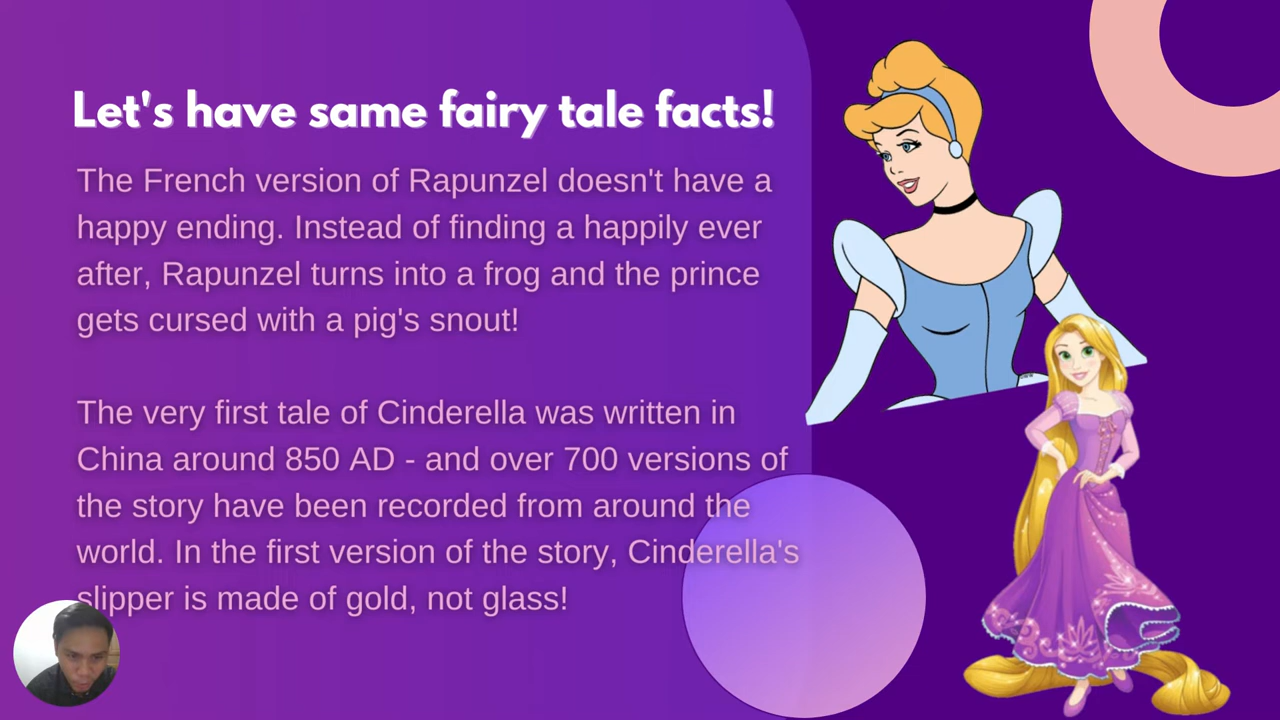 Let's have same fairy tale facts!
The French version of Rapunzel doesn't have a
happy ending. Instead of finding a happily ever
after, Rapunzel turns into a frog and the prince
gets cursed with a pig's snout!
The very first tale of Cinderella was written in
China around 850 AD - and over 700 versions of
the story have been recorded from around the
world. In the first version of the story, Cinderella's
slipper is made of gold, not glass!